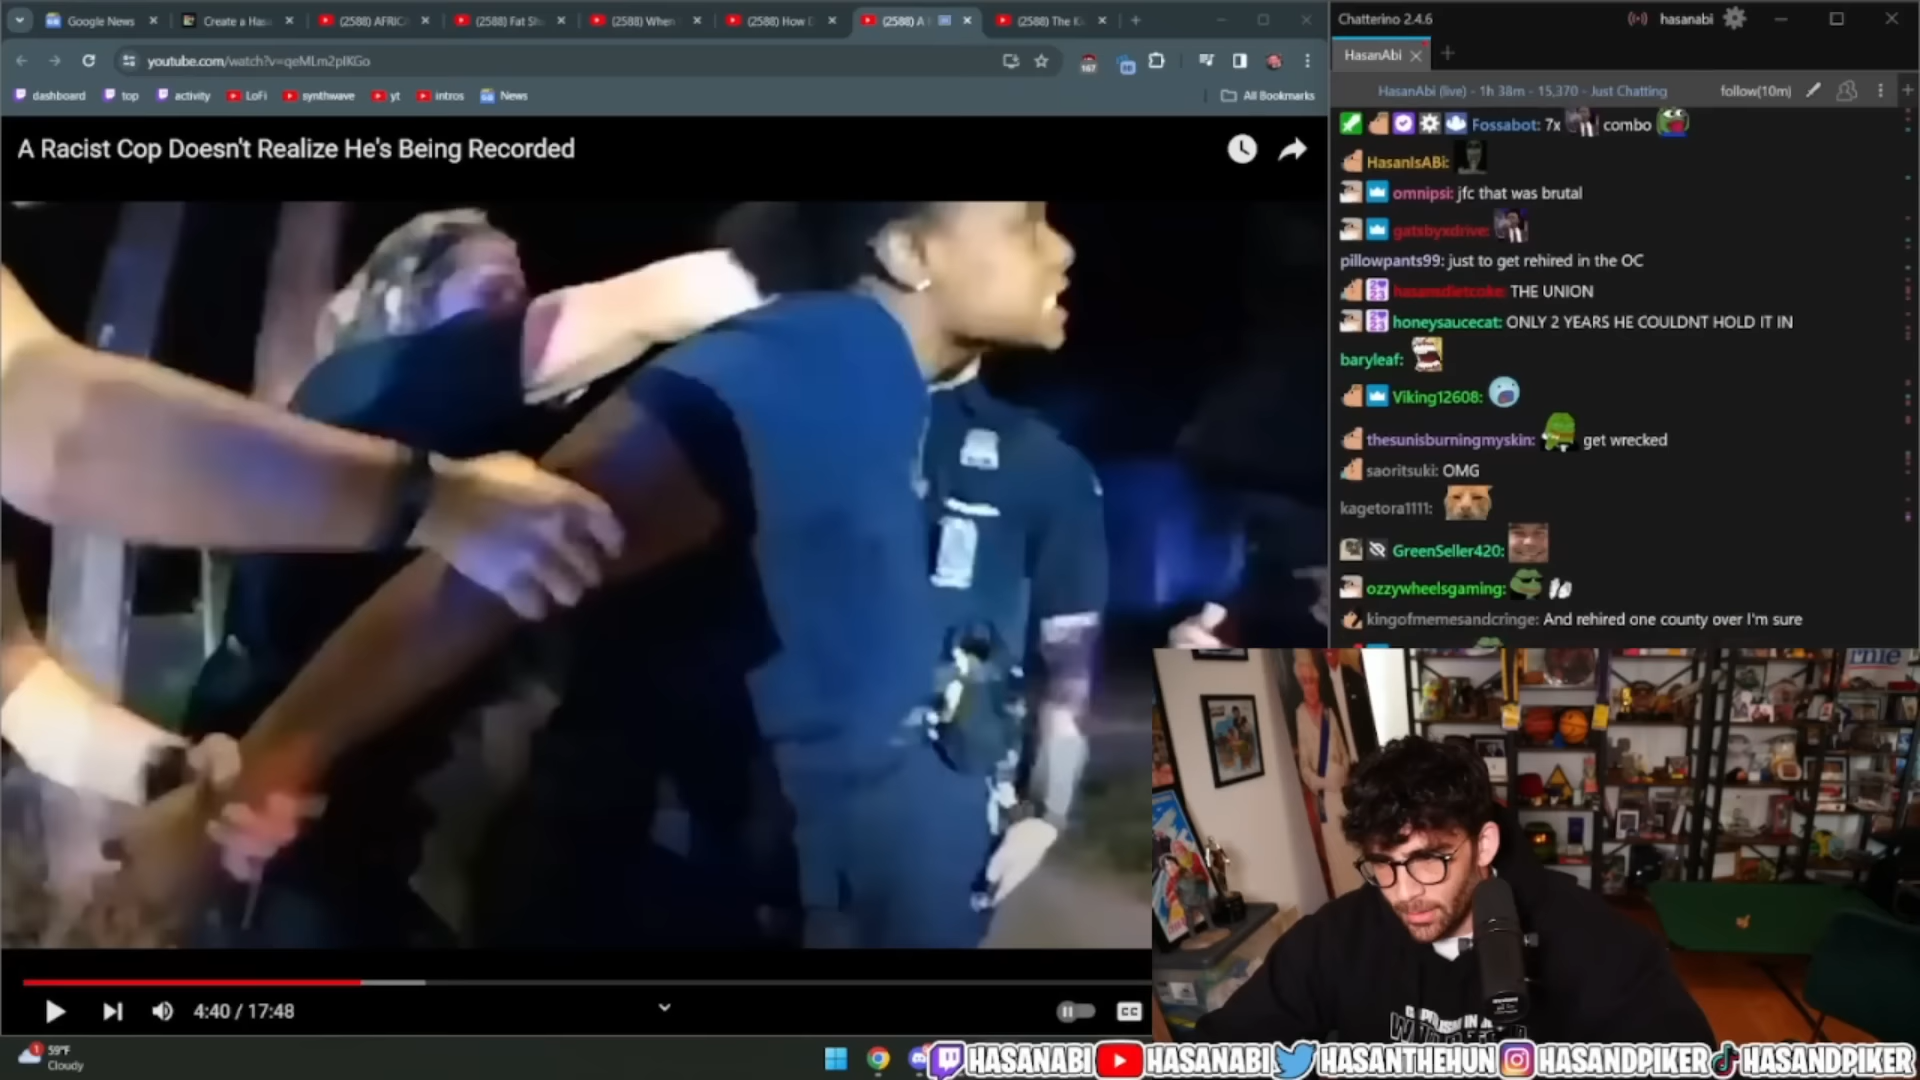 Google News
Create a Has
(2588) AFRIC
(2588) Fat Sh
(2588) When
(2588) How
(2588) A
(2588) The
youtube.com/watch?v=qeMLm2pIKGo
167
dashboard
top
activity
LoFi
synthwave
yt
intros
News
All Bookmarks
A Racist Cop Doesn't Realize He's Being Recorded
4:40 / 17:48
CC
1
59°F
Cloudy
Chatterino 2.4.6
hasanabi
HasanAbi
HasanAbi (live) - 1h 38m - 15,370 - Just Chatting
follow(10m)
Fossabot: 7x combo
HasanIsABi:
omnipsi: jfc that was brutal
gatsbyxdrive:
pillowpants99: just to get rehired in the OC
hasansdietcoke: THE UNION
honeysaucecat: ONLY 2 YEARS HE COULDNT HOLD IT IN
baryleaf:
Viking12608:
thesunisburningmyskin: get wrecked
saoritsuki: OMG
kagetora1111:
GreenSeller420:
ozzywheelsgaming:
kingofmemesandcringe: And rehired one county over I'm sure
HASANABI HASANABI HASANTHEHUN HASANDPIKER HASANDPIKER